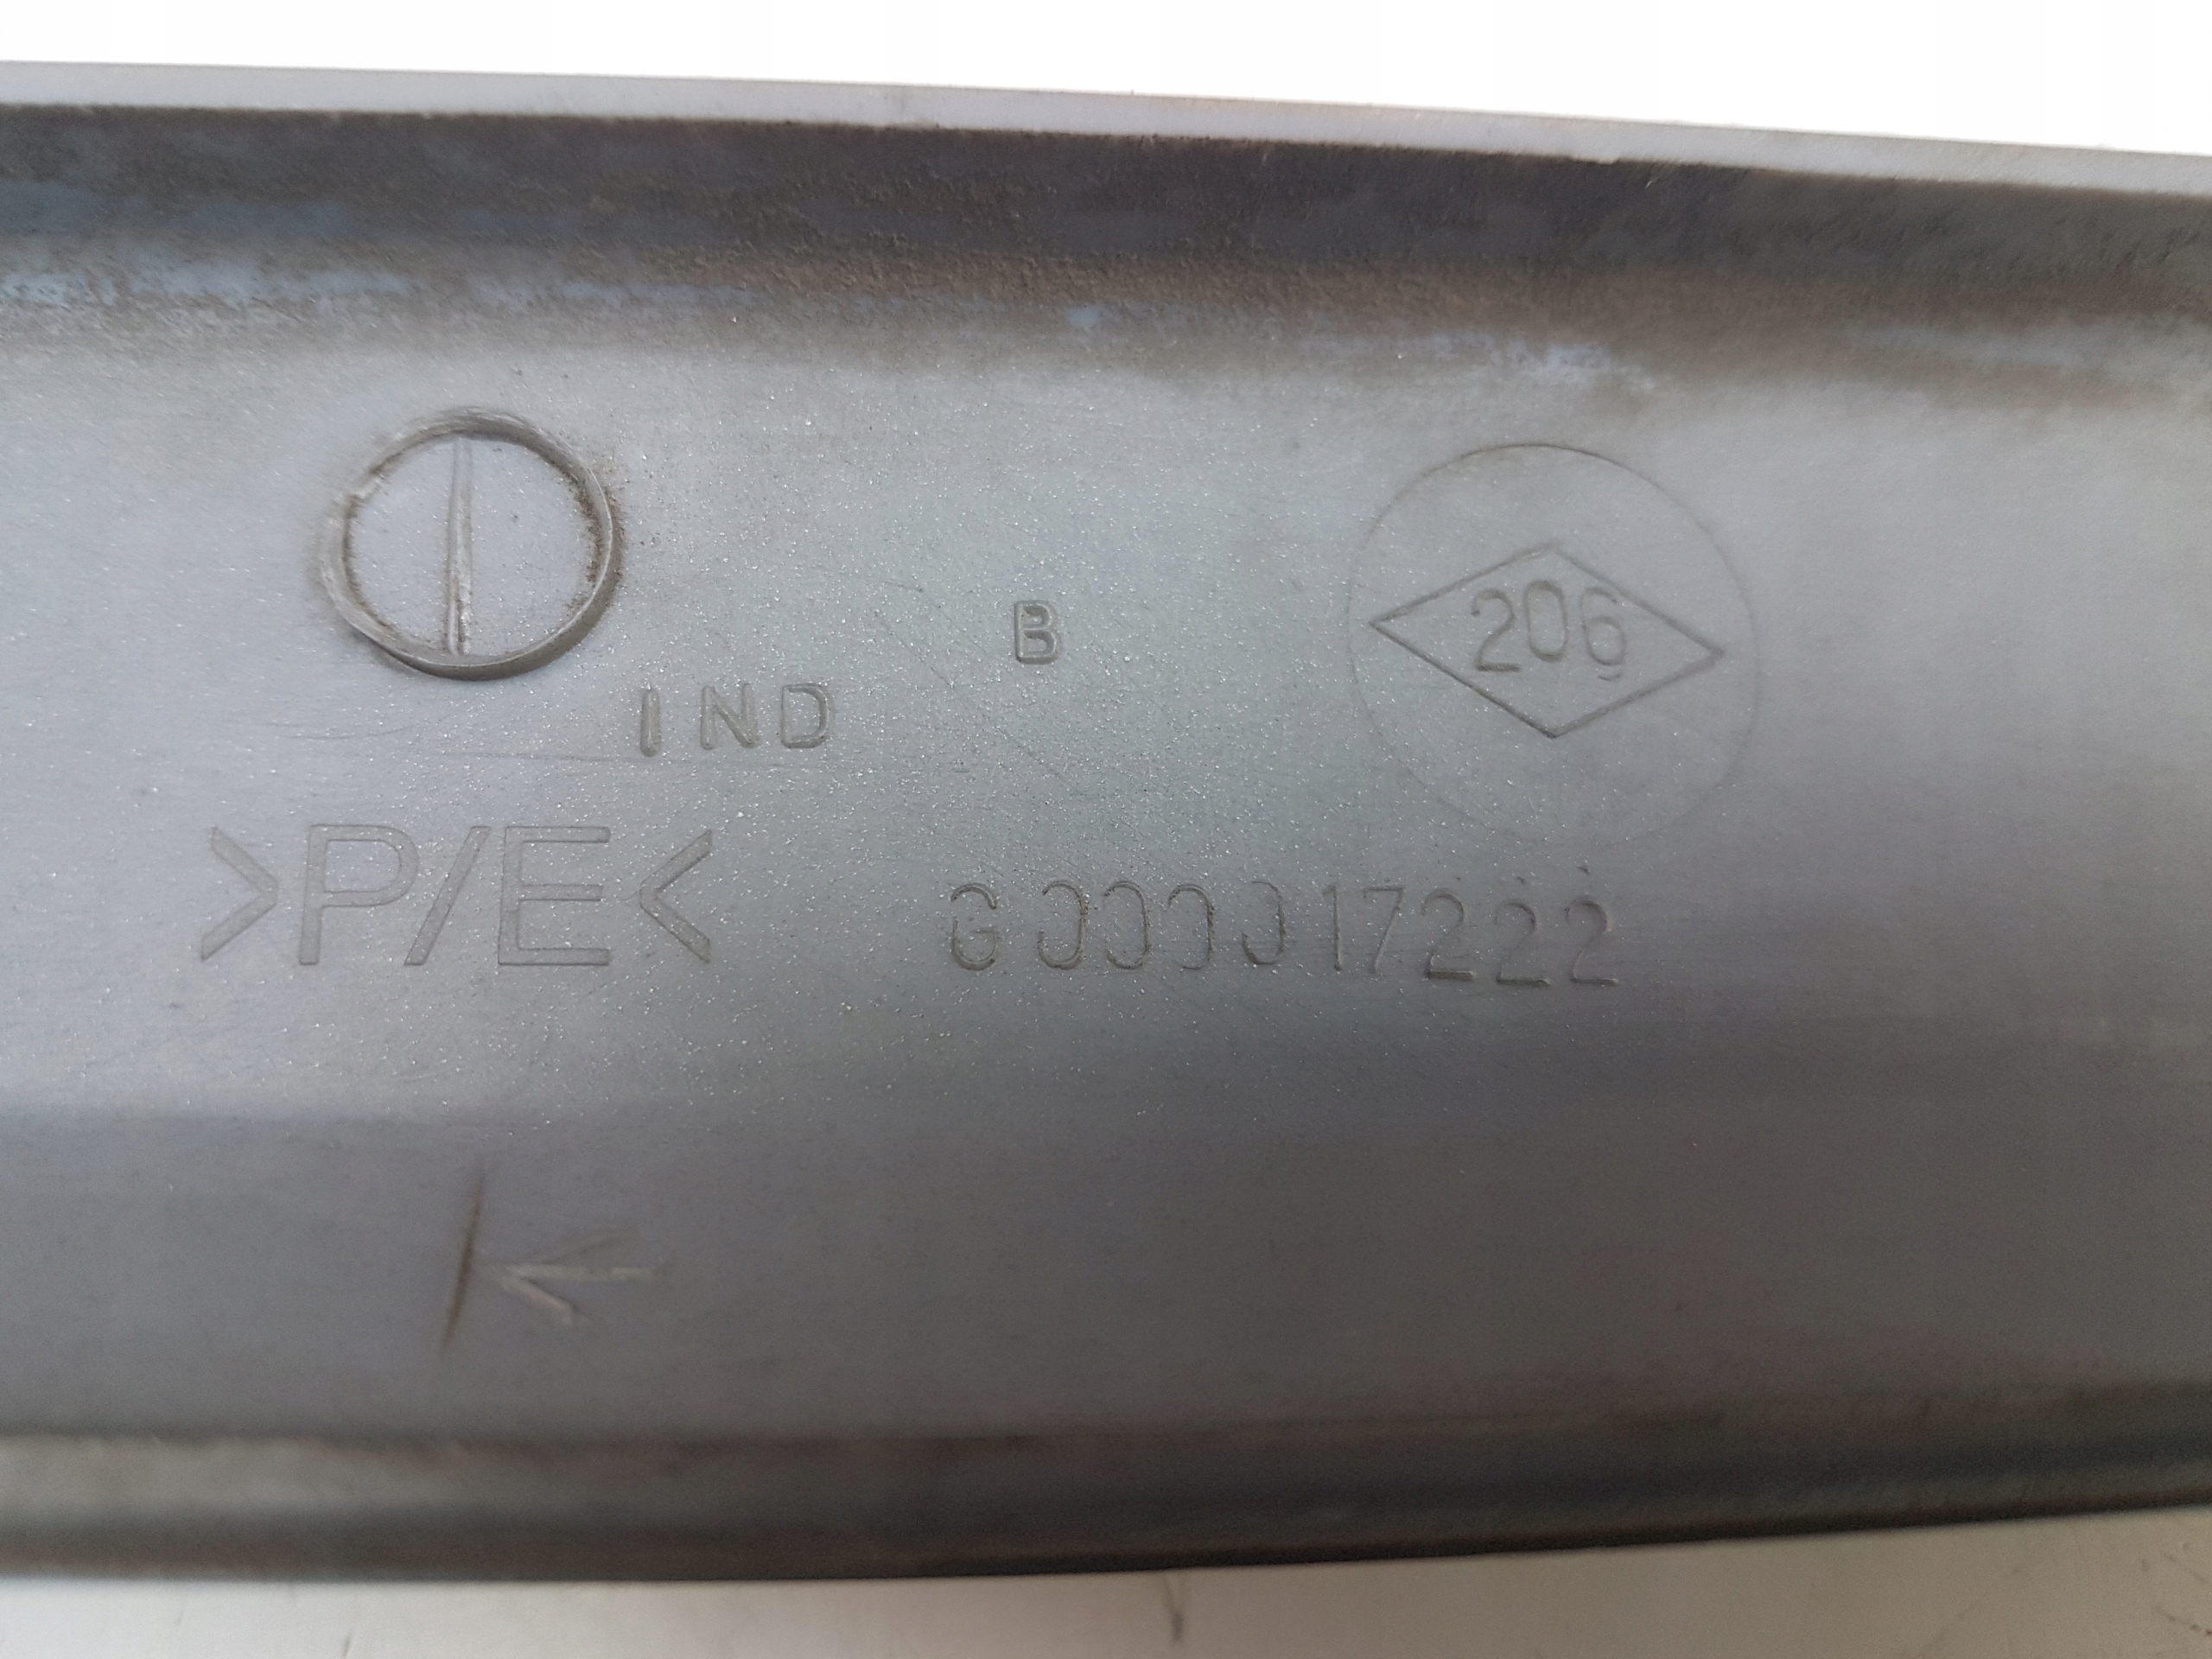 206
B
IND
>P/E<
G000017222